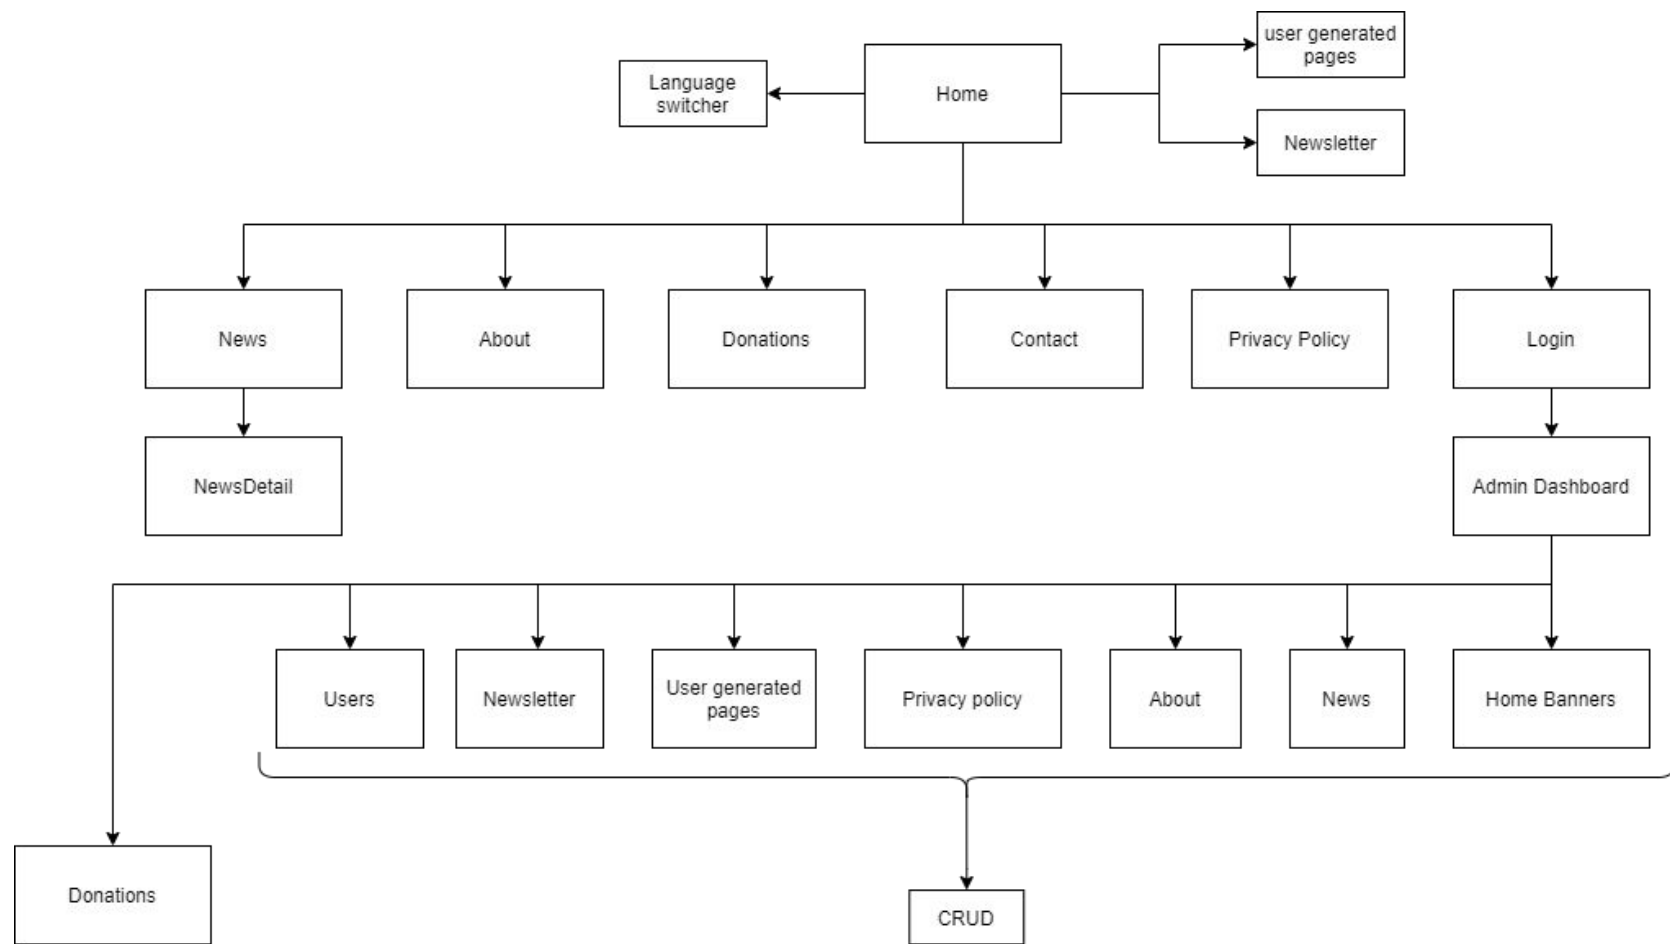 user generated
pages
Language
switcher
Home
Newsletter
News
About
Donations
Contact
Privacy Policy
Login
NewsDetail
Admin Dashboard
Users
Newsletter
User generated
pages
Privacy policy
About
News
Home Banners
Donations
CRUD